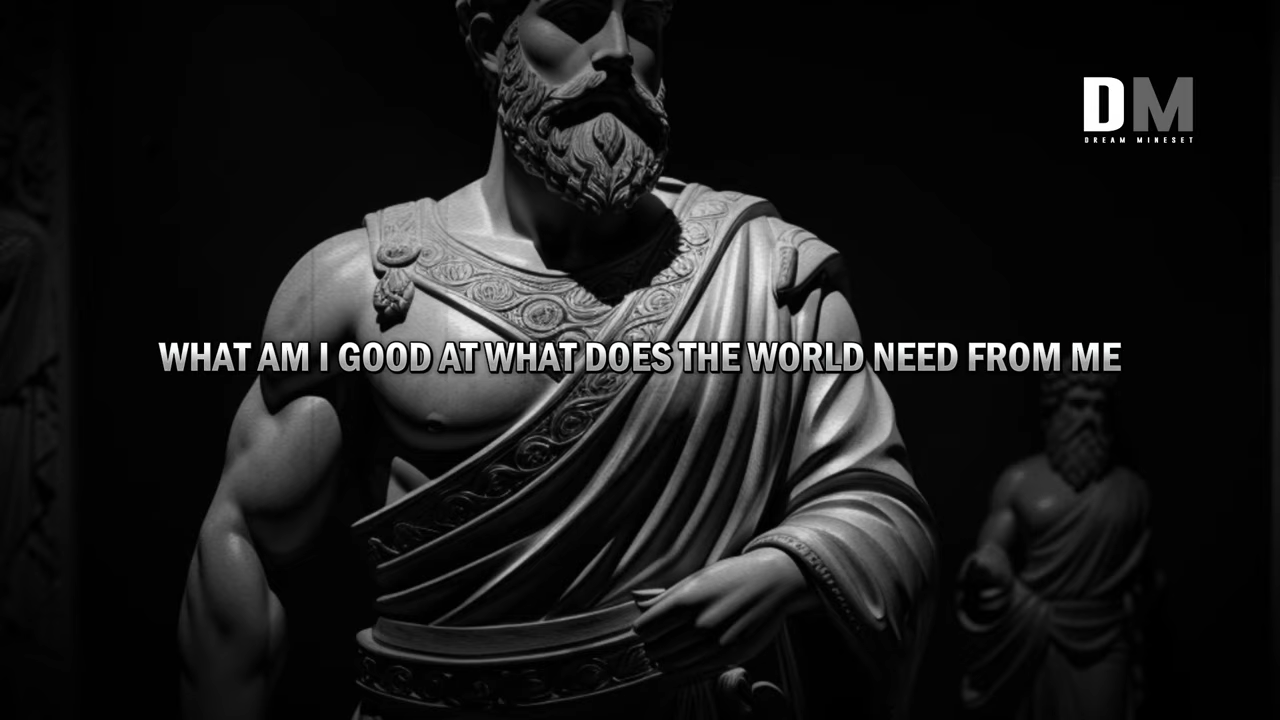 DM
DREAM MINESET
WHAT AM I GOOD AT WHAT DOES THE WORLD NEED FROM ME